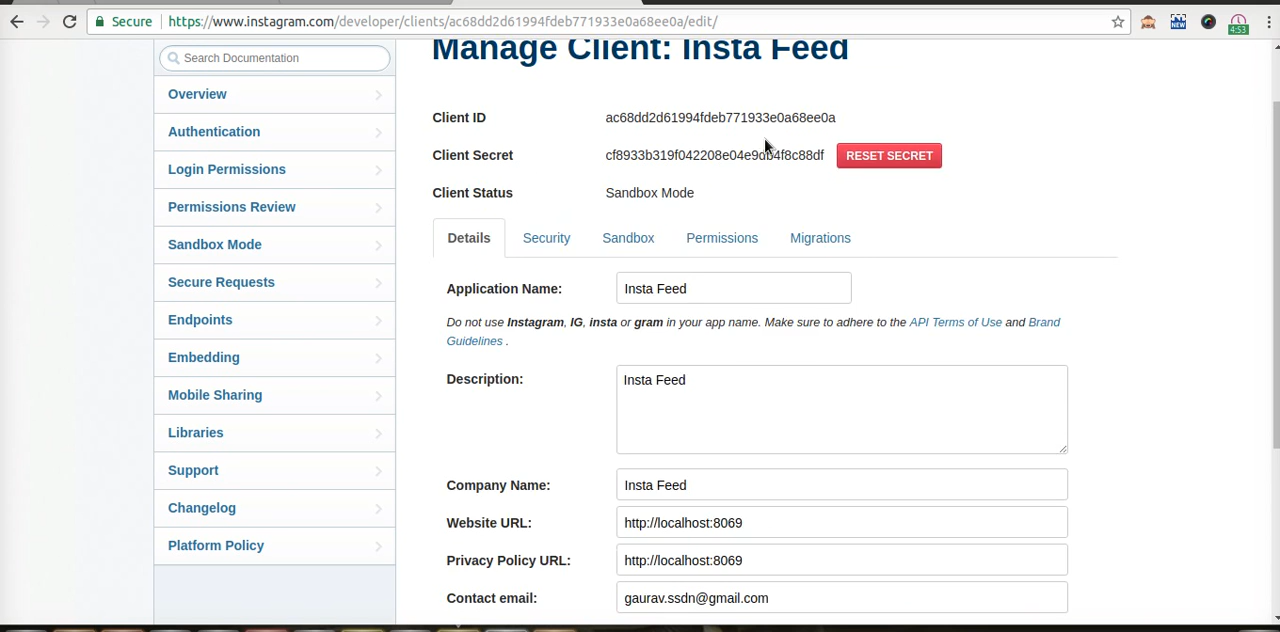 Secure https://www.instagram.com/developer/clients/ac68dd2d61994fdeb771933e0a68ee0a/edit/
NEW
4:53
Search Documentation
Overview
Authentication
Login Permissions
Permissions Review
Sandbox Mode
Secure Requests
Endpoints
Embedding
Mobile Sharing
Libraries
Support
Changelog
Platform Policy
Manage Client: Insta Feed
Client ID ac68dd2d61994fdeb771933e0a68ee0a
Client Secret RESET SECRET
Client Status Sandbox Mode
Details Security Sandbox Permissions Migrations
Application Name: Insta Feed
Do not use Instagram, IG, insta or gram in your app name. Make sure to adhere to the API Terms of Use and Brand
Guidelines .
Description: Insta Feed
Company Name: Insta Feed
Website URL: http://localhost:8069
Privacy Policy URL: http://localhost:8069
Contact email: gaurav.ssdn@gmail.com